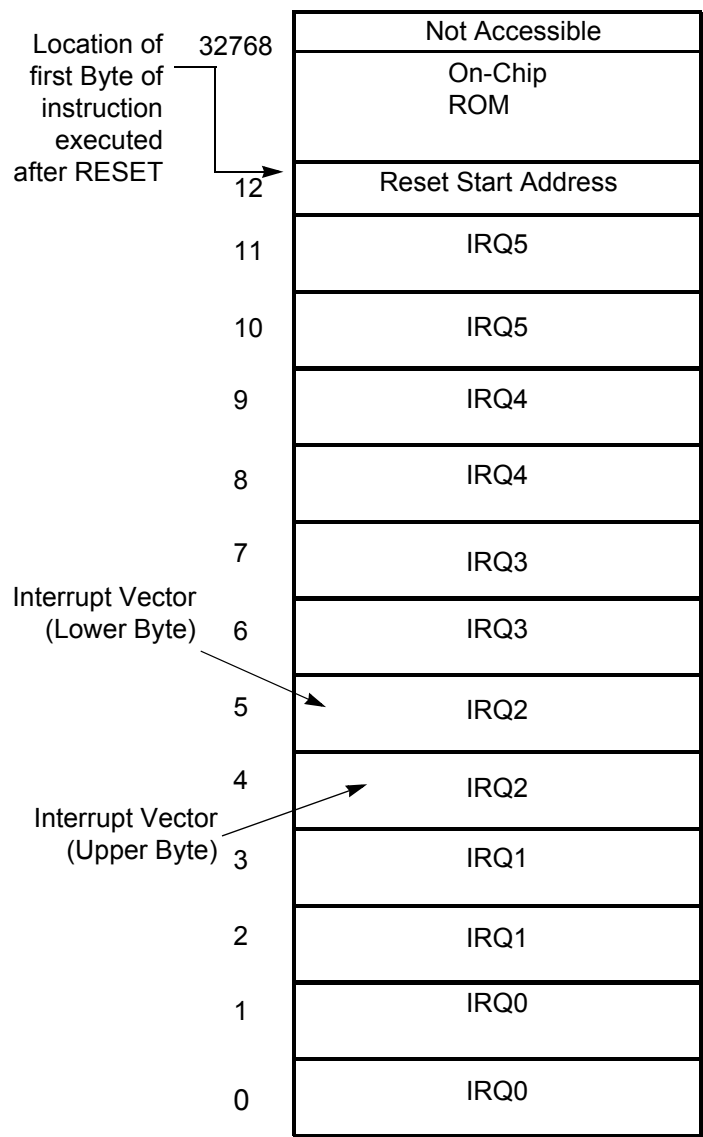 Location of
first Byte of
instruction
executed
after RESET
32768
Not Accessible
On-Chip
ROM
12
Reset Start Address
11
IRQ5
10
IRQ5
9
IRQ4
8
IRQ4
7
IRQ3
Interrupt Vector
(Lower Byte)
6
IRQ3
5
IRQ2
4
IRQ2
Interrupt Vector
(Upper Byte)
3
IRQ1
2
IRQ1
1
IRQ0
0
IRQ0